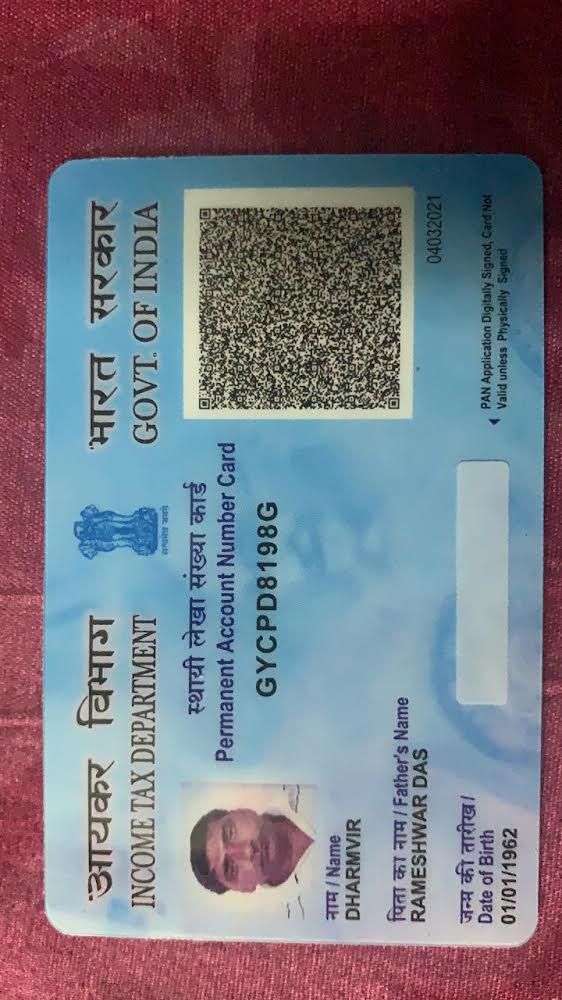 आयकर विभाग
INCOME TAX DEPARTMENT
सत्यमेव जयते
भारत सरकार
GOVT. OF INDIA
स्थायी लेखा संख्या कार्ड
Permanent Account Number Card
GYCPD8198G
नाम / Name
DHARMVIR
पिता का नाम / Father's Name
RAMESHWAR DAS
जन्म की तारीख /
Date of Birth
01/01/1962
04032021
PAN Application Digitally Signed, Card Not
Valid unless Physically Signed